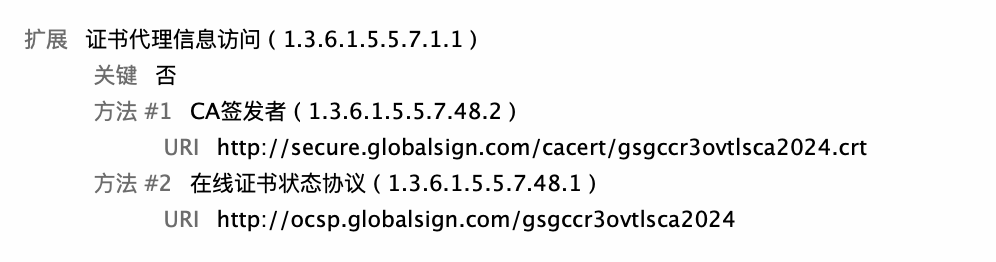 扩展 证书代理信息访问 ( 1.3.6.1.5.5.7.1.1 )
关键 否
方法 #1 CA签发者 ( 1.3.6.1.5.5.7.48.2 )
URI http://secure.globalsign.com/cacert/gsgccr3ovtlsca2024.crt
方法 #2 在线证书状态协议 ( 1.3.6.1.5.5.7.48.1 )
URI http://ocsp.globalsign.com/gsgccr3ovtlsca2024